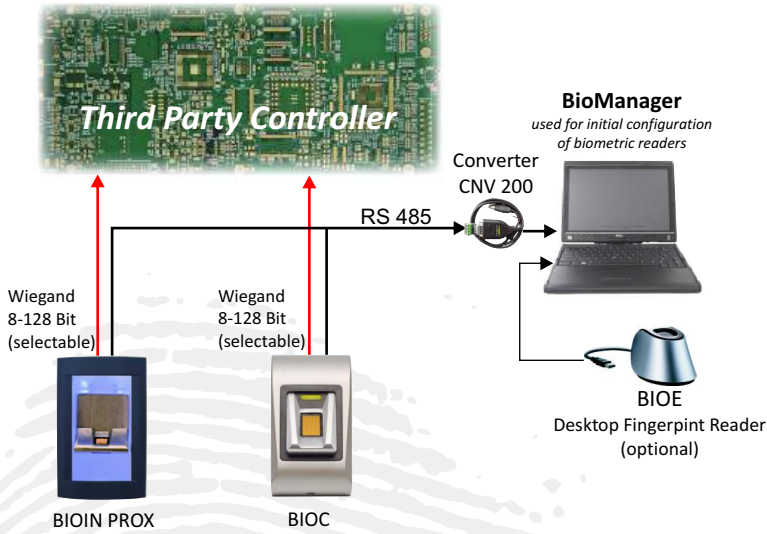 Third Party Controller
BioManager
used for initial configuration
of biometric readers
Converter
CNV 200
RS 485
Wiegand
8-128 Bit
(selectable)
Wiegand
8-128 Bit
(selectable)
BIOE
Desktop Fingerpint Reader
(optional)
BIOIN PROX
BIOC